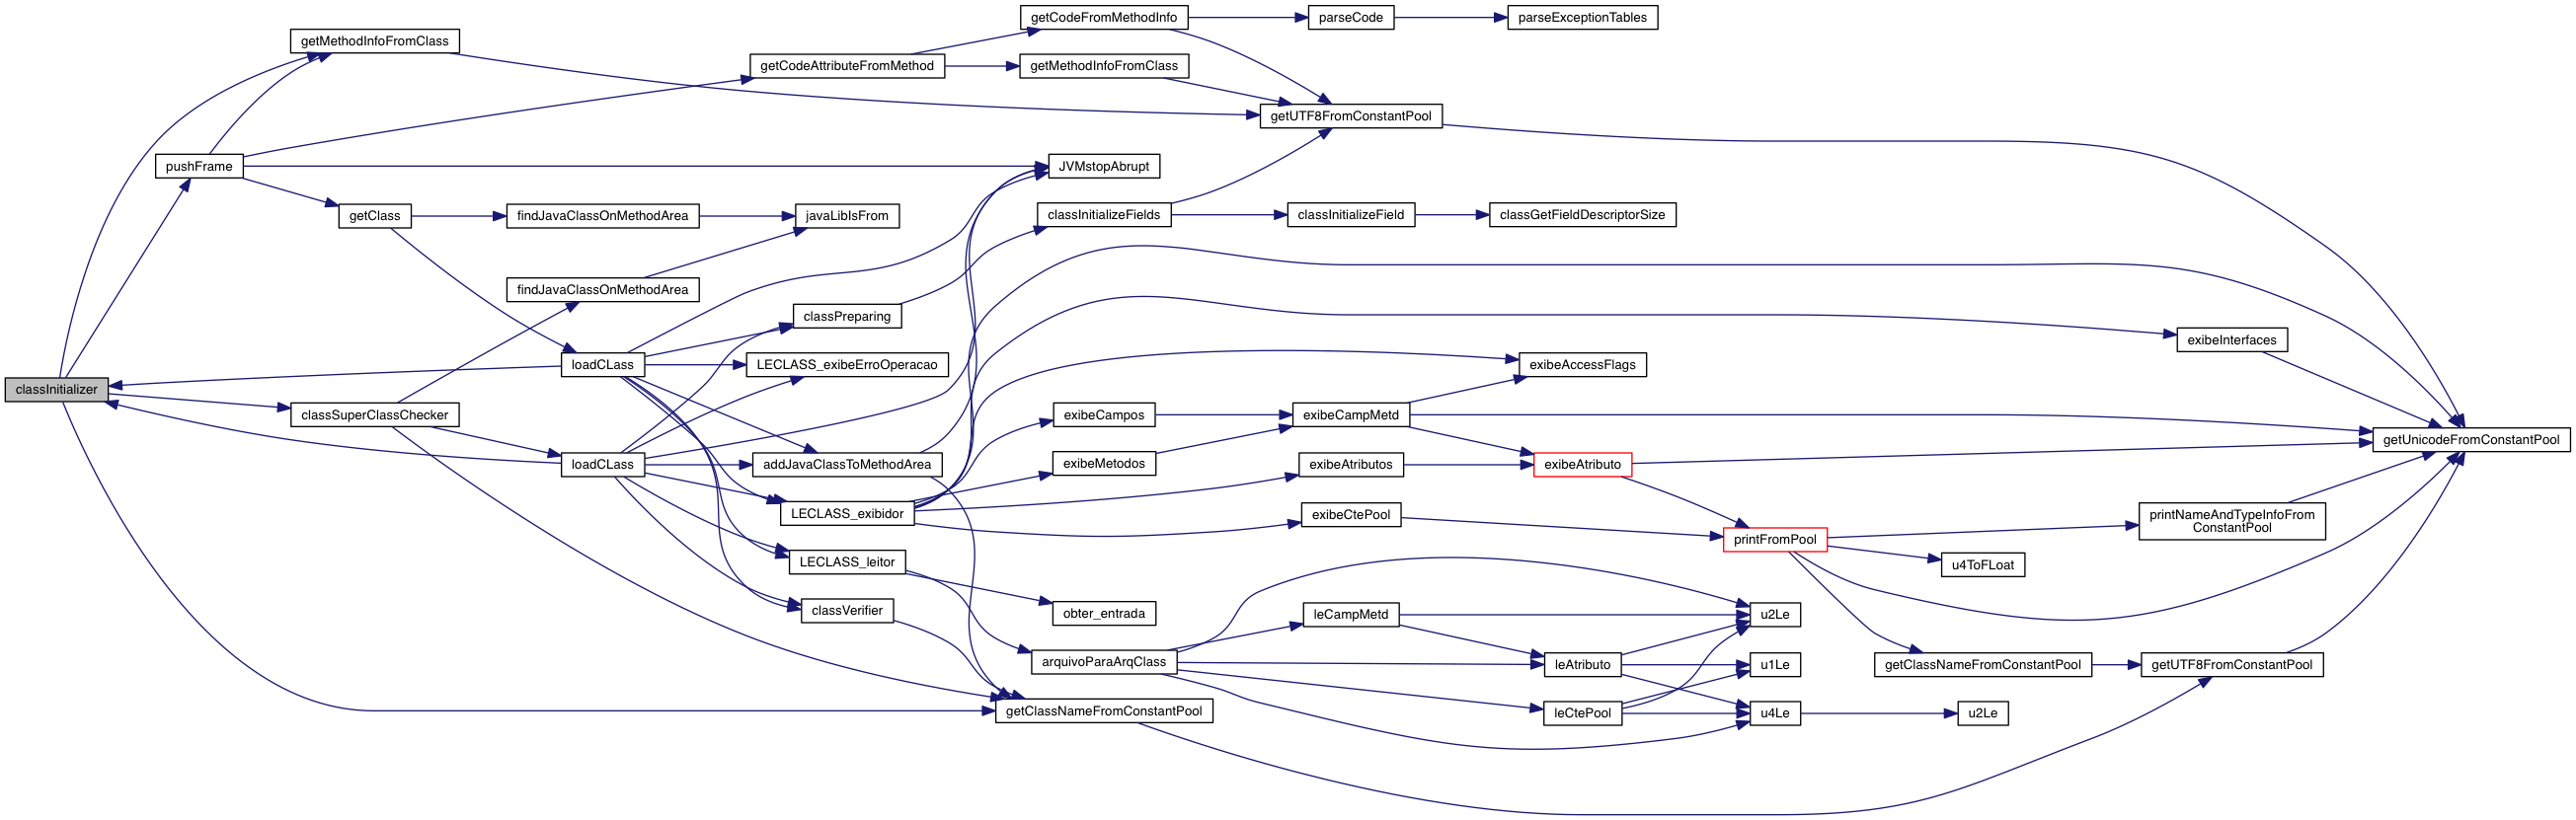 getCodeFromMethodInfo
parseCode
parseExceptionTables
getMethodInfoFromClass
getCodeAttributeFromMethod
getMethodInfoFromClass
getUTF8FromConstantPool
pushFrame
JVMstopAbrupt
getClass
findJavaClassOnMethodArea
javaLibIsFrom
classInitializeFields
classInitializeField
classGetFieldDescriptorSize
findJavaClassOnMethodArea
classPreparing
exibeInterfaces
loadCLass
LECLASS_exibeErroOperacao
exibeAccessFlags
classInitializer
classSuperClassChecker
exibeCampos
exibeCampMetd
getUnicodeFromConstantPool
loadCLass
addJavaClassToMethodArea
exibeMetodos
exibeAtributos
exibeAtributo
LECLASS_exibidor
exibeCtePool
printNameAndTypeInfoFrom
ConstantPool
printFromPool
LECLASS_leitor
u4ToFLoat
classVerifier
obter_entrada
leCampMetd
u2Le
arquivoParaArqClass
leAtributo
u1Le
getClassNameFromConstantPool
getUTF8FromConstantPool
getClassNameFromConstantPool
leCtePool
u4Le
u2Le